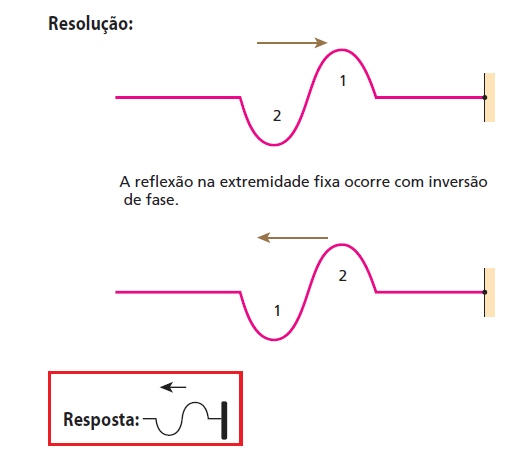 Resolução:
1
2
A reflexão na extremidade fixa ocorre com inversão
de fase.
2
1
Resposta: